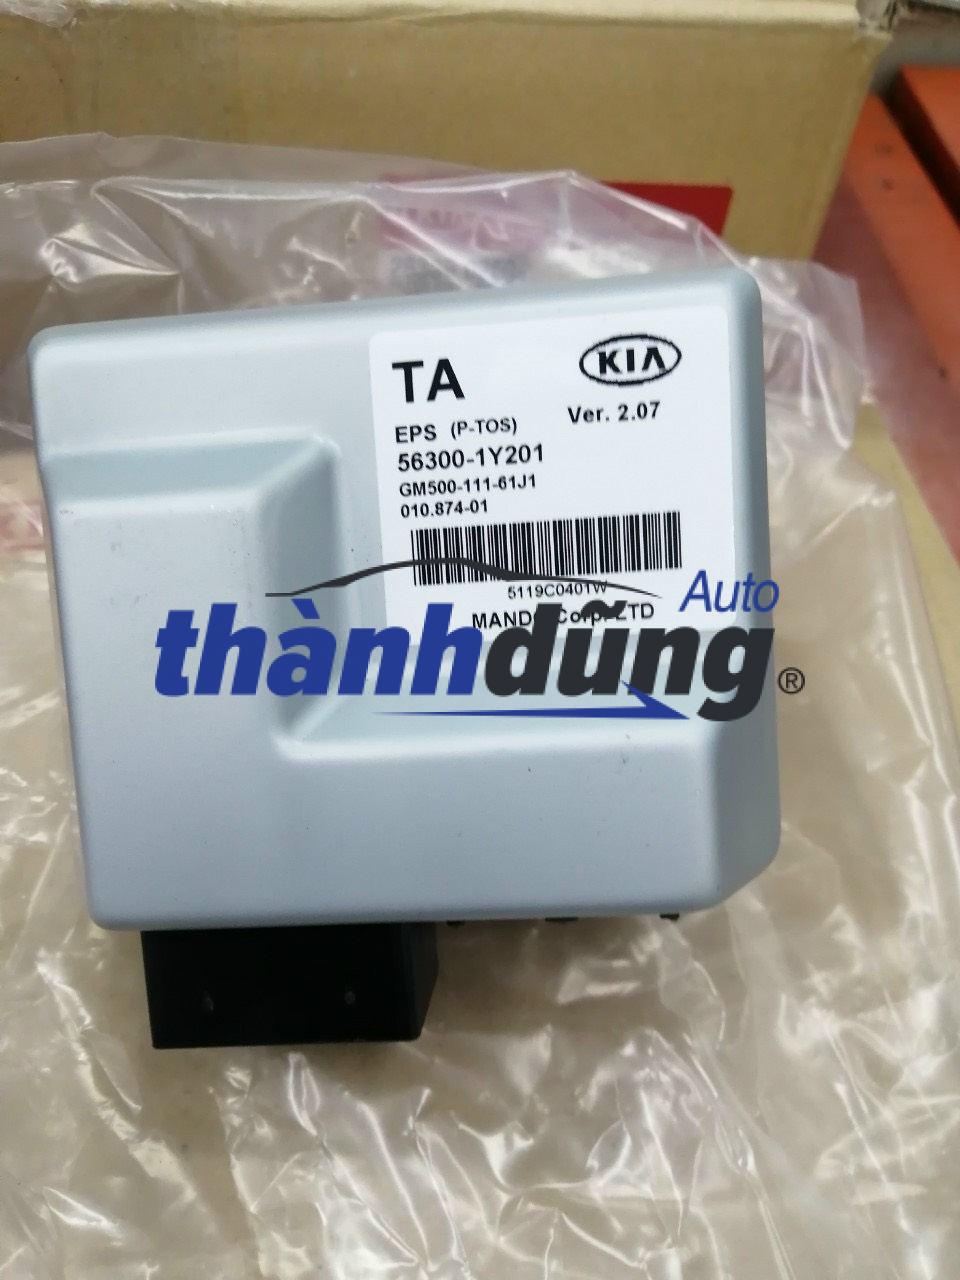 TA
KIA
EPS (P-TOS)
Ver. 2.07
56300-1Y201
GM500-111-61J1
010.874-01
5119C0401W
MANDO Corp. LTD
Auto
thànhdũng®